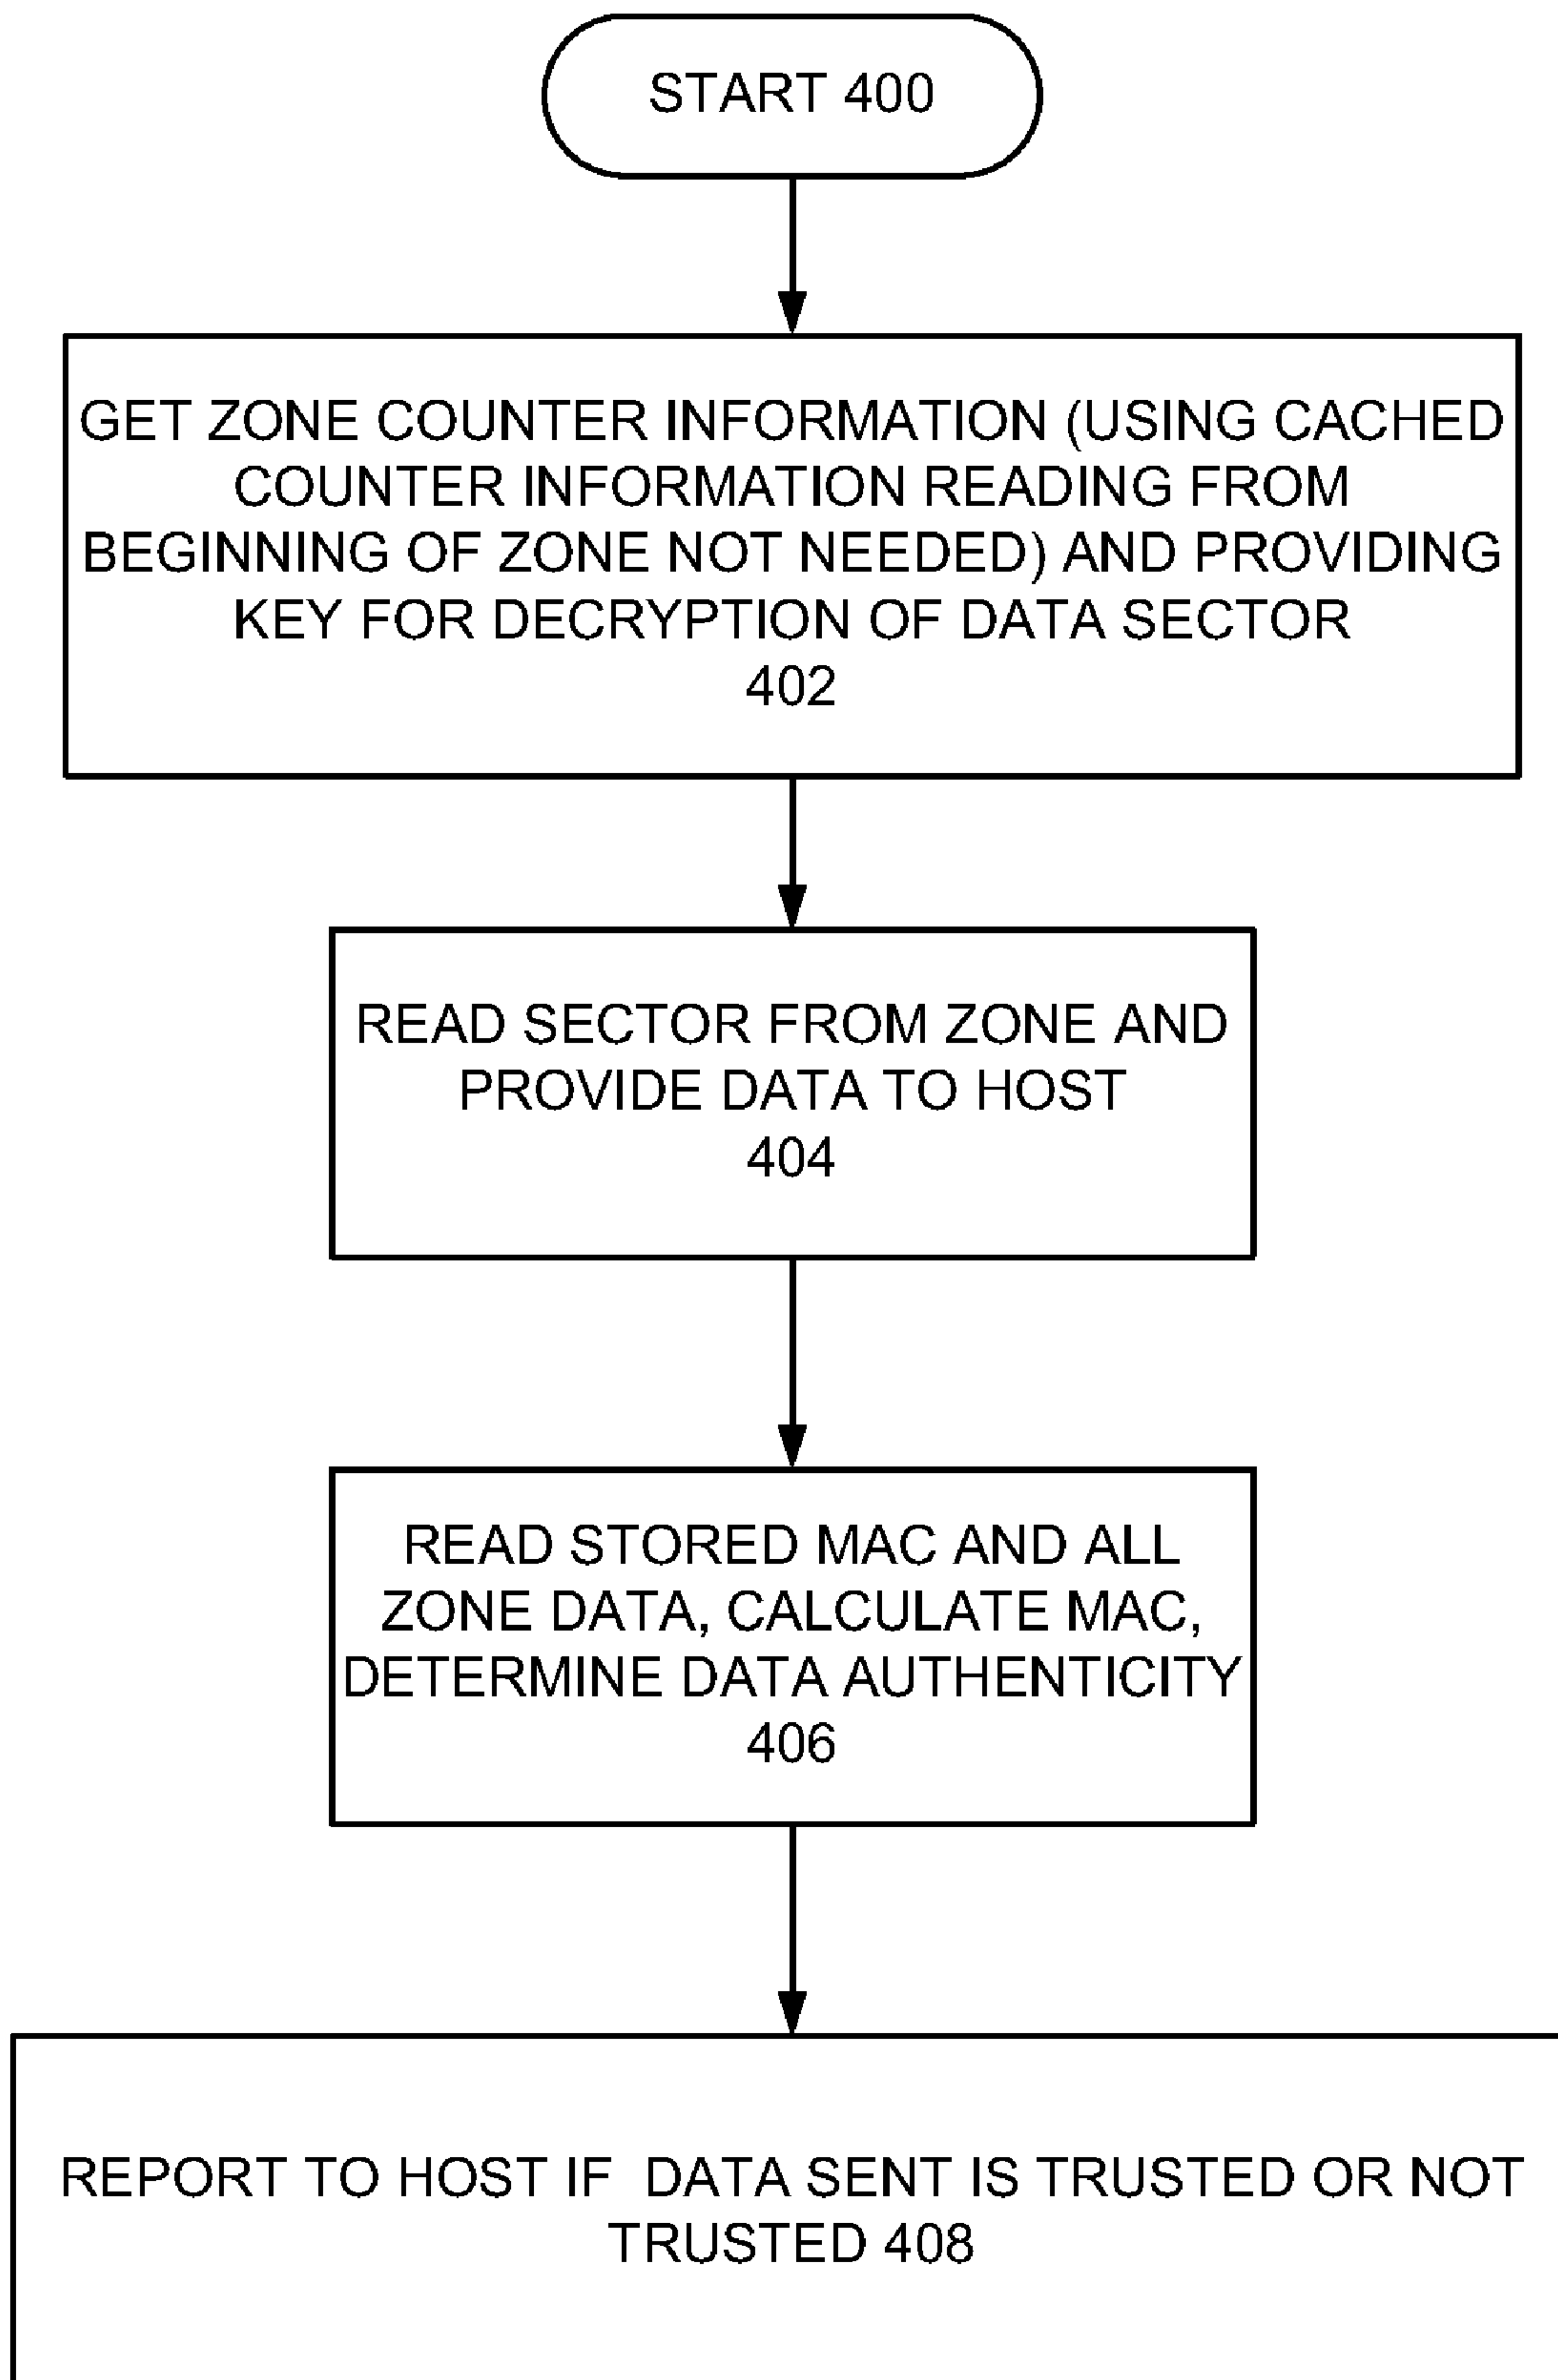 START 400
GET ZONE COUNTER INFORMATION (USING CACHED
COUNTER INFORMATION READING FROM
BEGINNING OF ZONE NOT NEEDED) AND PROVIDING
KEY FOR DECRYPTION OF DATA SECTOR
402
READ SECTOR FROM ZONE AND
PROVIDE DATA TO HOST
404
READ STORED MAC AND ALL
ZONE DATA, CALCULATE MAC,
DETERMINE DATA AUTHENTICITY
406
REPORT TO HOST IF  DATA SENT IS TRUSTED OR NOT
TRUSTED 408